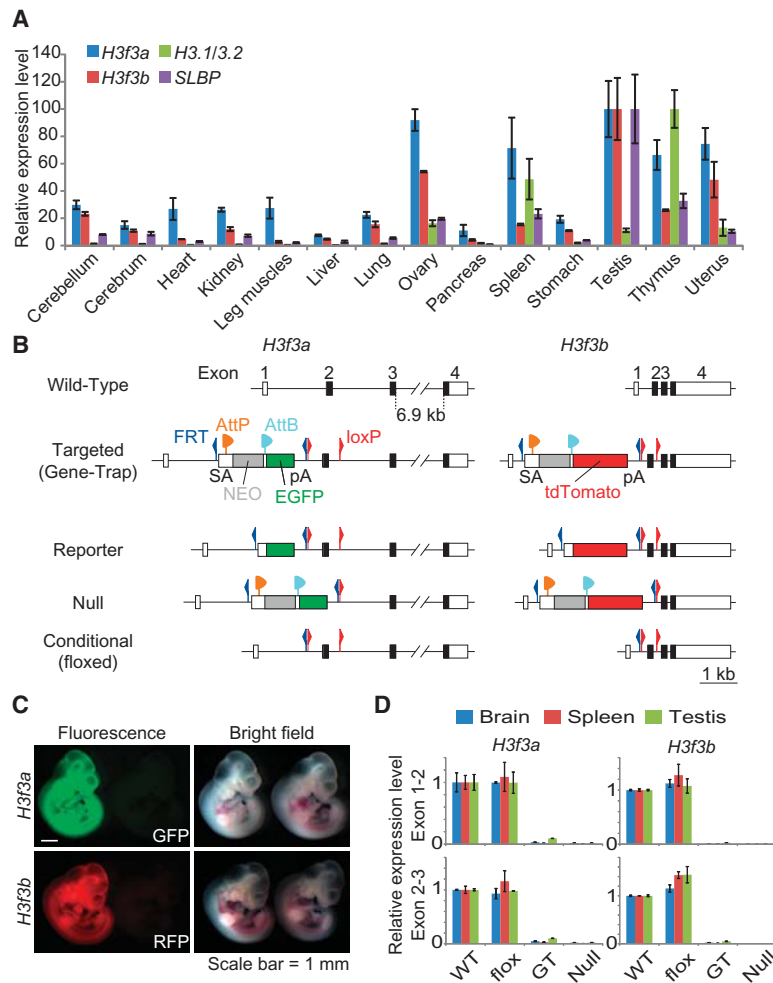 A
H3f3a H3.1/3.2
H3f3b SLBP
Relative expression level
140
120
100
80
60
40
20
0
Cerebellum
Cerebrum
Heart
Kidney
Leg muscles
Liver
Lung
Ovary
Pancreas
Spleen
Stomach
Testis
Thymus
Uterus
B
H3f3a H3f3b
Wild-Type Exon 1 2 3 4 1 23 4
6.9 kb
Targeted
(Gene-Trap)
FRT AttP AttB loxP
SA NEO EGFP pA
SA tdTomato pA
Reporter
Null
Conditional
(floxed)
1 kb
C
Fluorescence Bright field
H3f3a
GFP
H3f3b
RFP
Scale bar = 1 mm
D
Brain Spleen Testis
H3f3a H3f3b
Relative expression level
Exon 1-2
1
0
1
0
Exon 2-3
1
0
1
0
WT flox GT Null WT flox GT Null